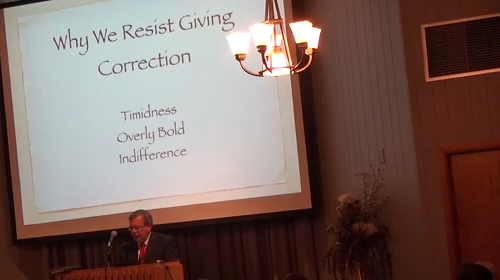 Why We Resist Giving
Correction
Timidness
Overly Bold
Indifference